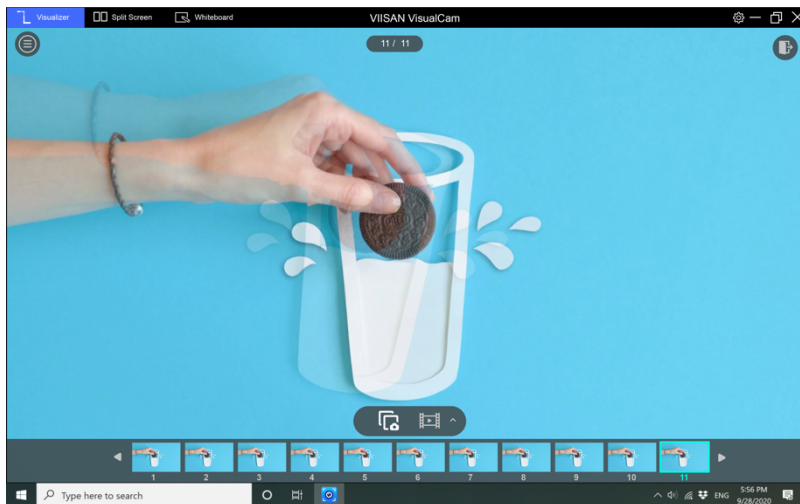 Visualizer
Split Screen
Whiteboard
VIISAN VisualCam
11 / 11
1
2
3
4
5
6
7
8
9
10
11
Type here to search
ENG
5:56 PM
9/28/2020